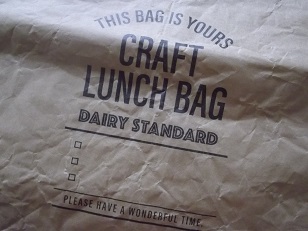 THIS BAG IS YOURS
CRAFT
LUNCH BAG
DAIRY STANDARD
PLEASE HAVE A WONDERFUL TIME.